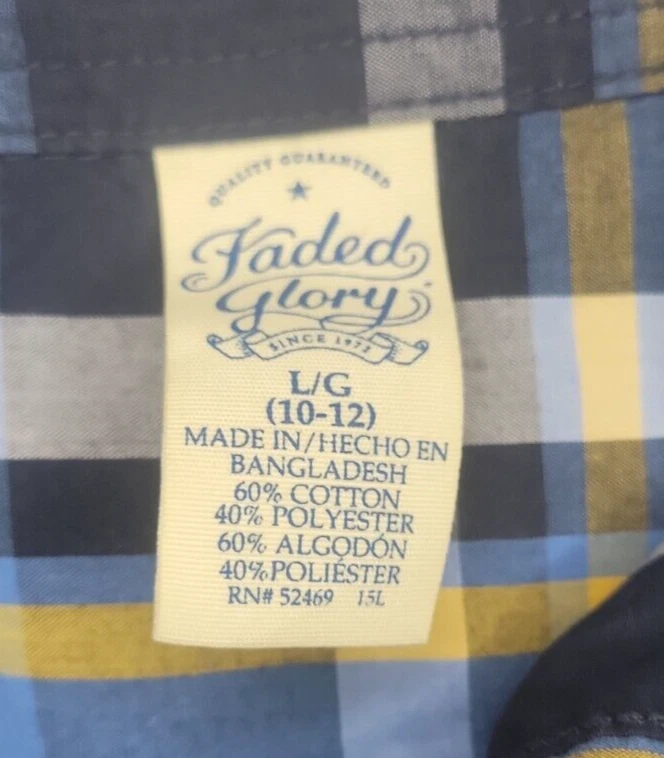 QUALITY GUARANTEED
Faded
Glory
SINCE 1972
L/G
(10-12)
MADE IN/HECHO EN
BANGLADESH
60% COTTON
40% POLYESTER
60% ALGODÓN
40%POLIÉSTER
RN# 52469 15L